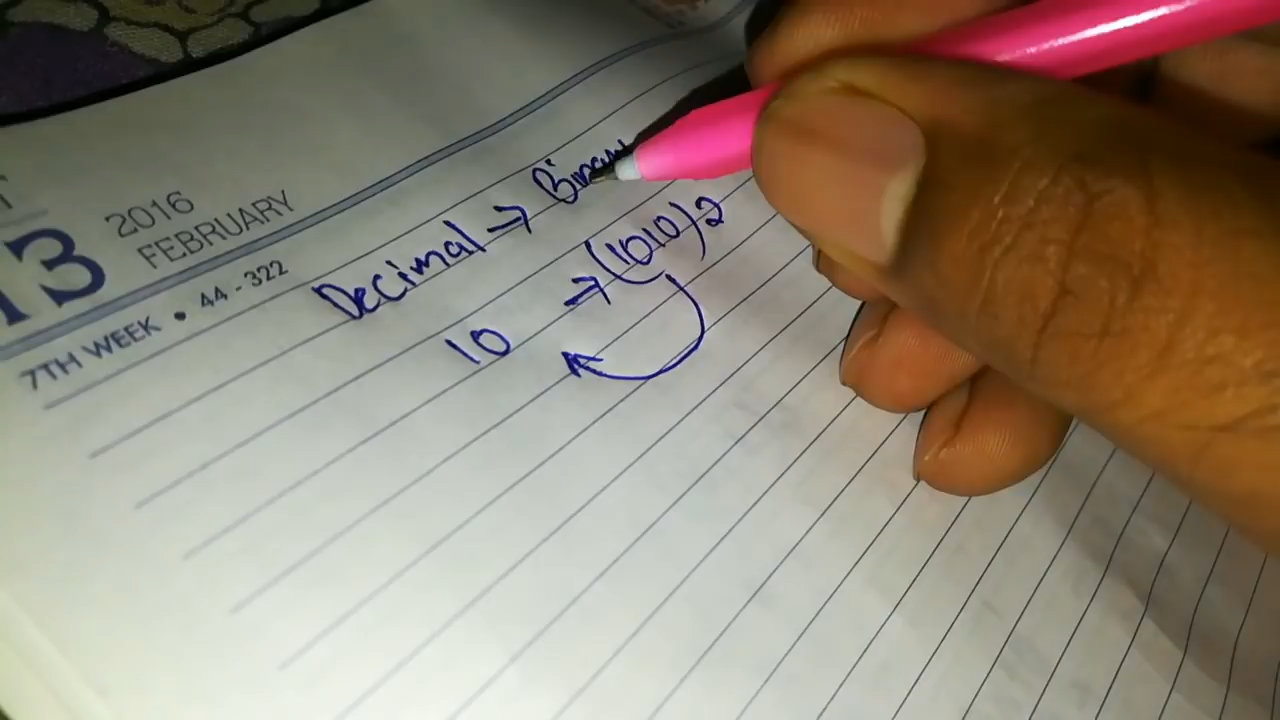 2016
FEBRUARY
13
7TH WEEK • 44 - 322
Decimal → Binary
10 → (1010)2